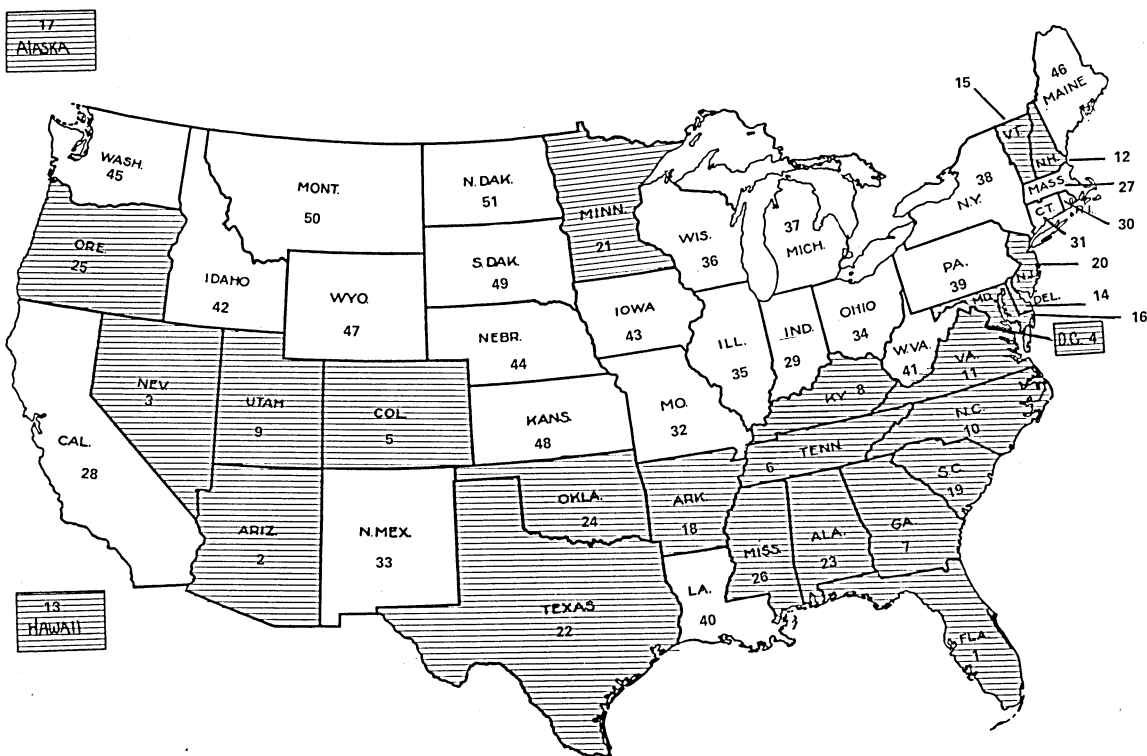 17
ALASKA
46
MAINE
15
WASH.
45
MONT.
50
N.DAK.
51
MINN.
21
VT.
N.H.
12
MASS.
27
38
N.Y.
C.T.
R.I.
30
31
ORE.
25
IDAHO
42
WYO.
47
S.DAK.
49
WIS.
36
37
MICH.
PA.
39
N.J.
20
MD.
DEL.
14
16
D.C. 4
IOWA
43
NEBR.
44
ILL.
35
IND.
29
OHIO
34
W.VA.
41
VA.
11
NEV.
3
UTAH
9
COL.
5
KANS.
48
MO.
32
KY. 8
CAL.
28
N.C.
10
TENN.
6
S.C.
19
ARIZ.
2
N.MEX.
33
OKLA.
24
ARK.
18
MISS.
26
ALA.
23
GA.
7
13
HAWAII
TEXAS
22
LA.
40
FLA.
1